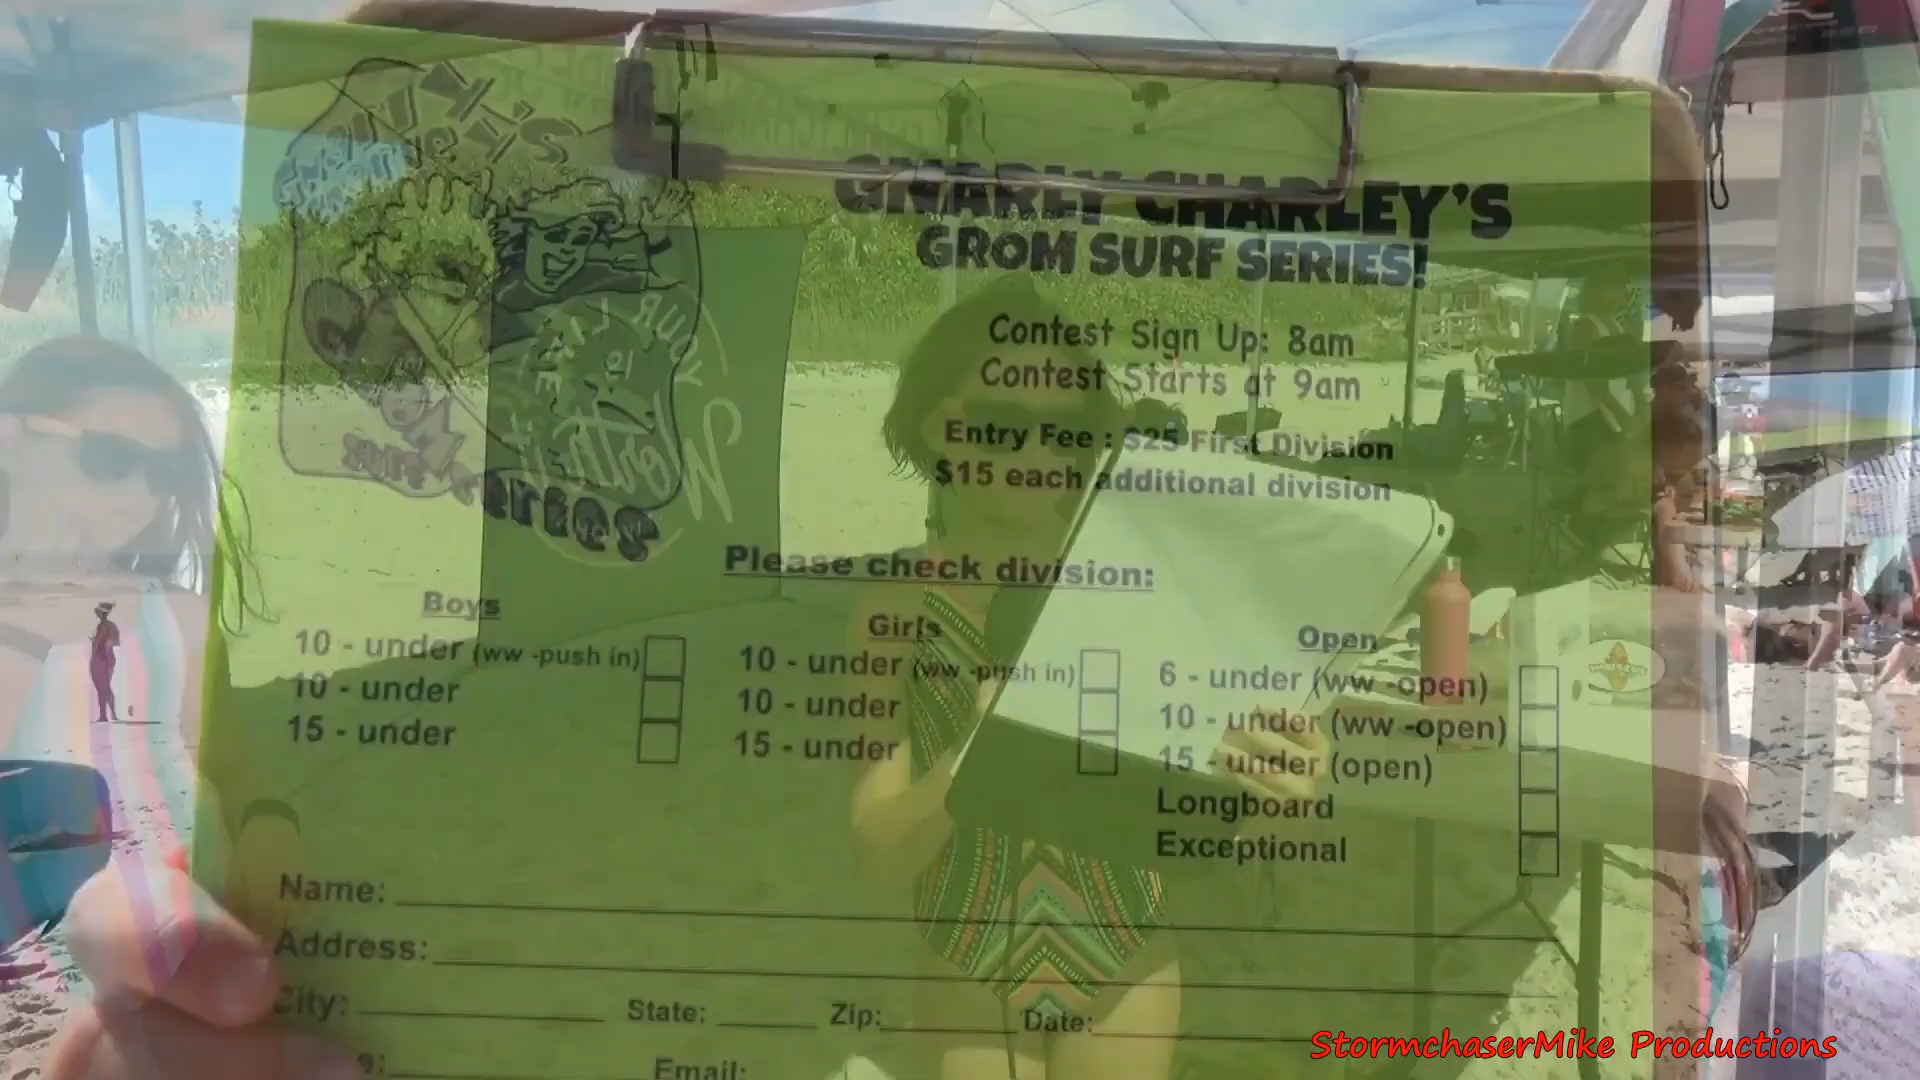 GNARLY CHARLEY'S
GROM SURF SERIES!
Contest Sign Up: 8am
Contest Starts at 9am
Entry Fee : $25 First Division
$15 each additional division
Please check division:
Boys
10 - under (ww -push in)
10 - under
15 - under
Girls
10 - under (ww -push in)
10 - under
15 - under
Open
6 - under (ww -open)
10 - under (ww -open)
15 - under (open)
Longboard
Exceptional
Name:
Address:
City: State: Zip: Date:
Email:
StormchaserMike Productions